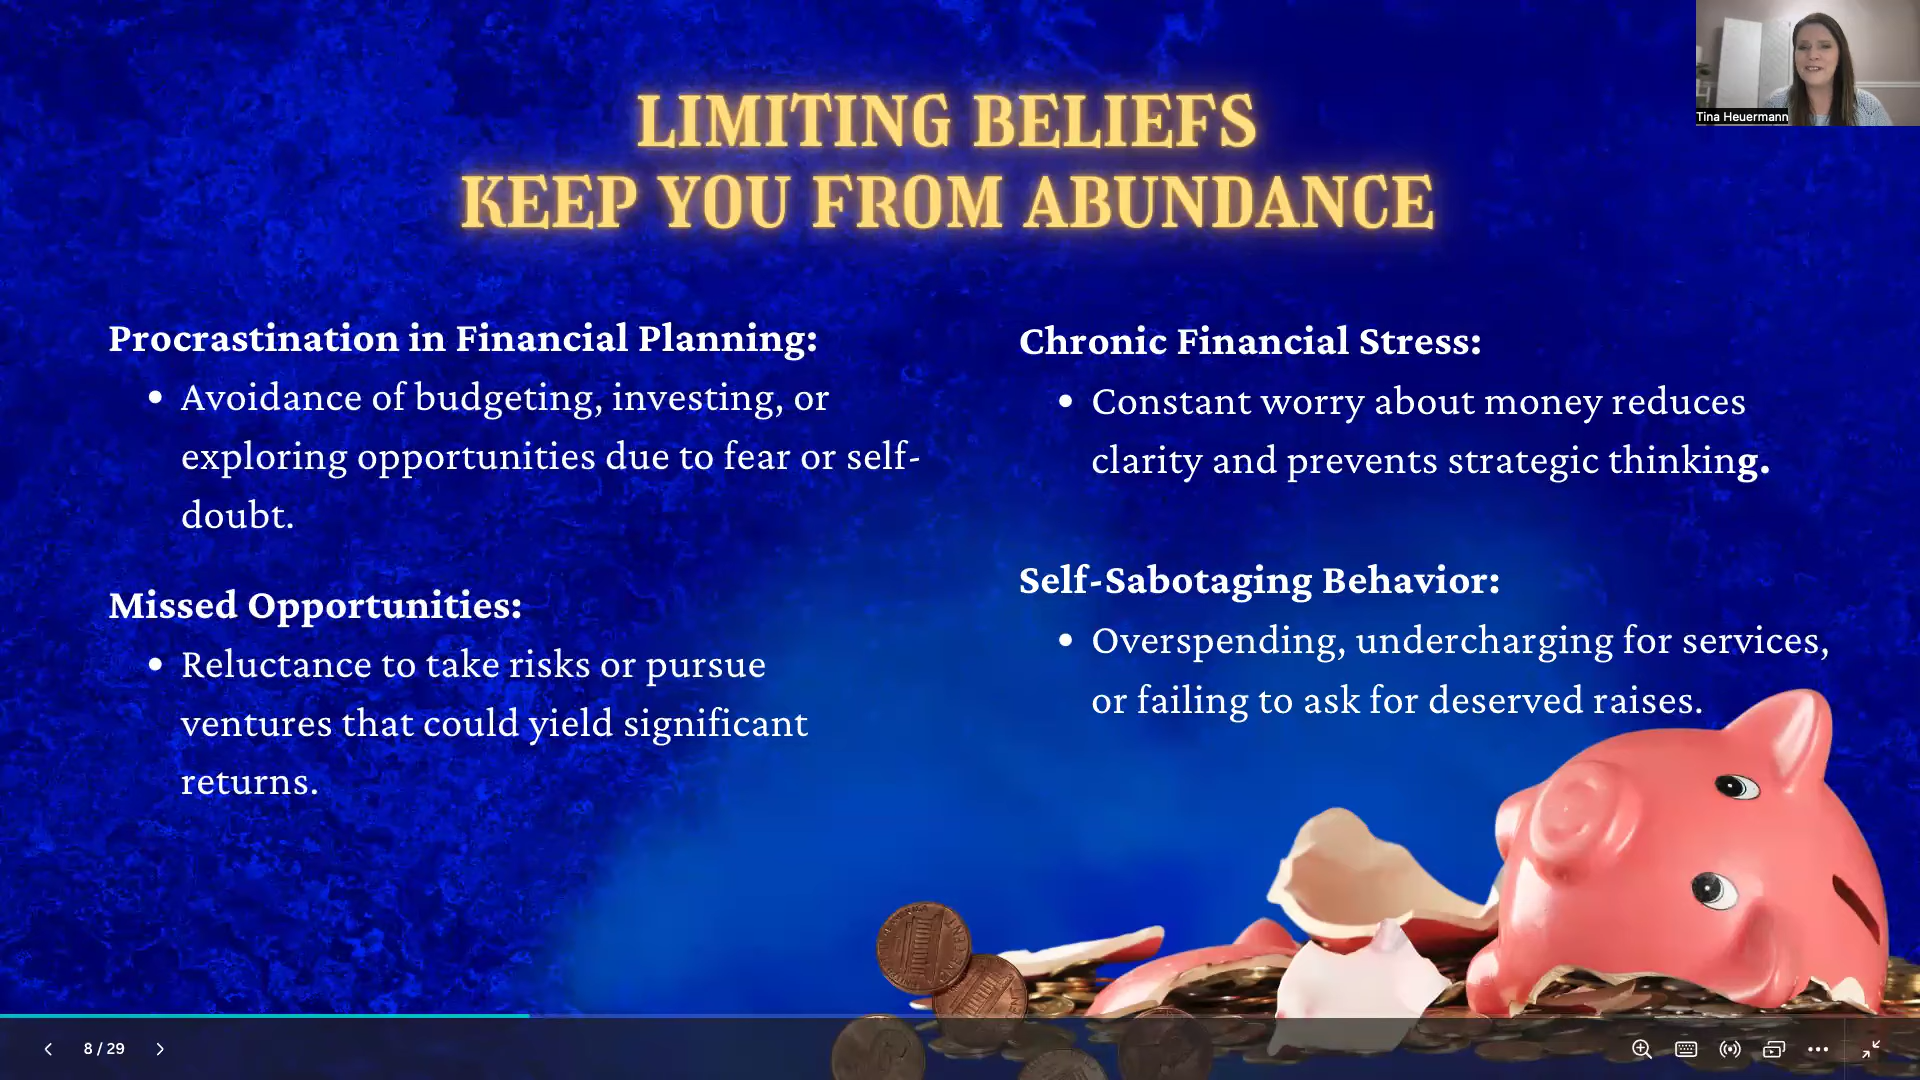 LIMITING BELIEFS
KEEP YOU FROM ABUNDANCE
Tina Heuermann
Procrastination in Financial Planning:
• Avoidance of budgeting, investing, or
exploring opportunities due to fear or self-
doubt.
Missed Opportunities:
• Reluctance to take risks or pursue
ventures that could yield significant
returns.
Chronic Financial Stress:
• Constant worry about money reduces
clarity and prevents strategic thinking.
Self-Sabotaging Behavior:
• Overspending, undercharging for services,
or failing to ask for deserved raises.
8 / 29